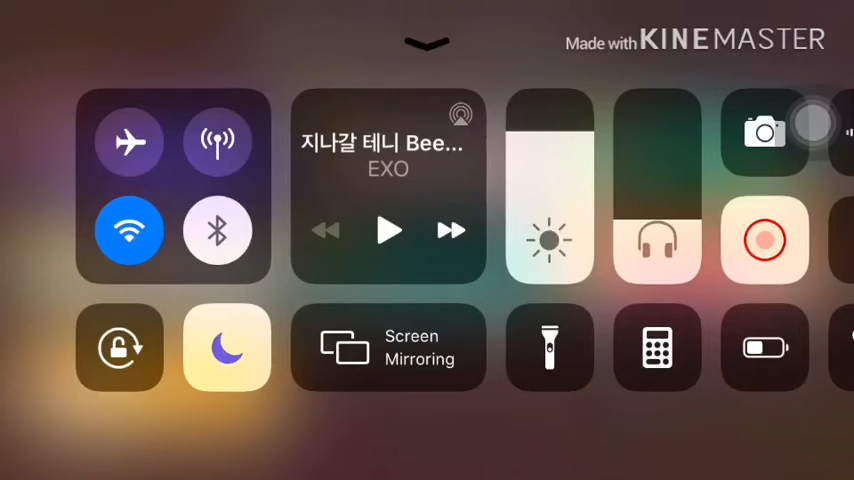 Made with KINEMASTER
지나갈 테니 Bee...
EXO
Screen
Mirroring